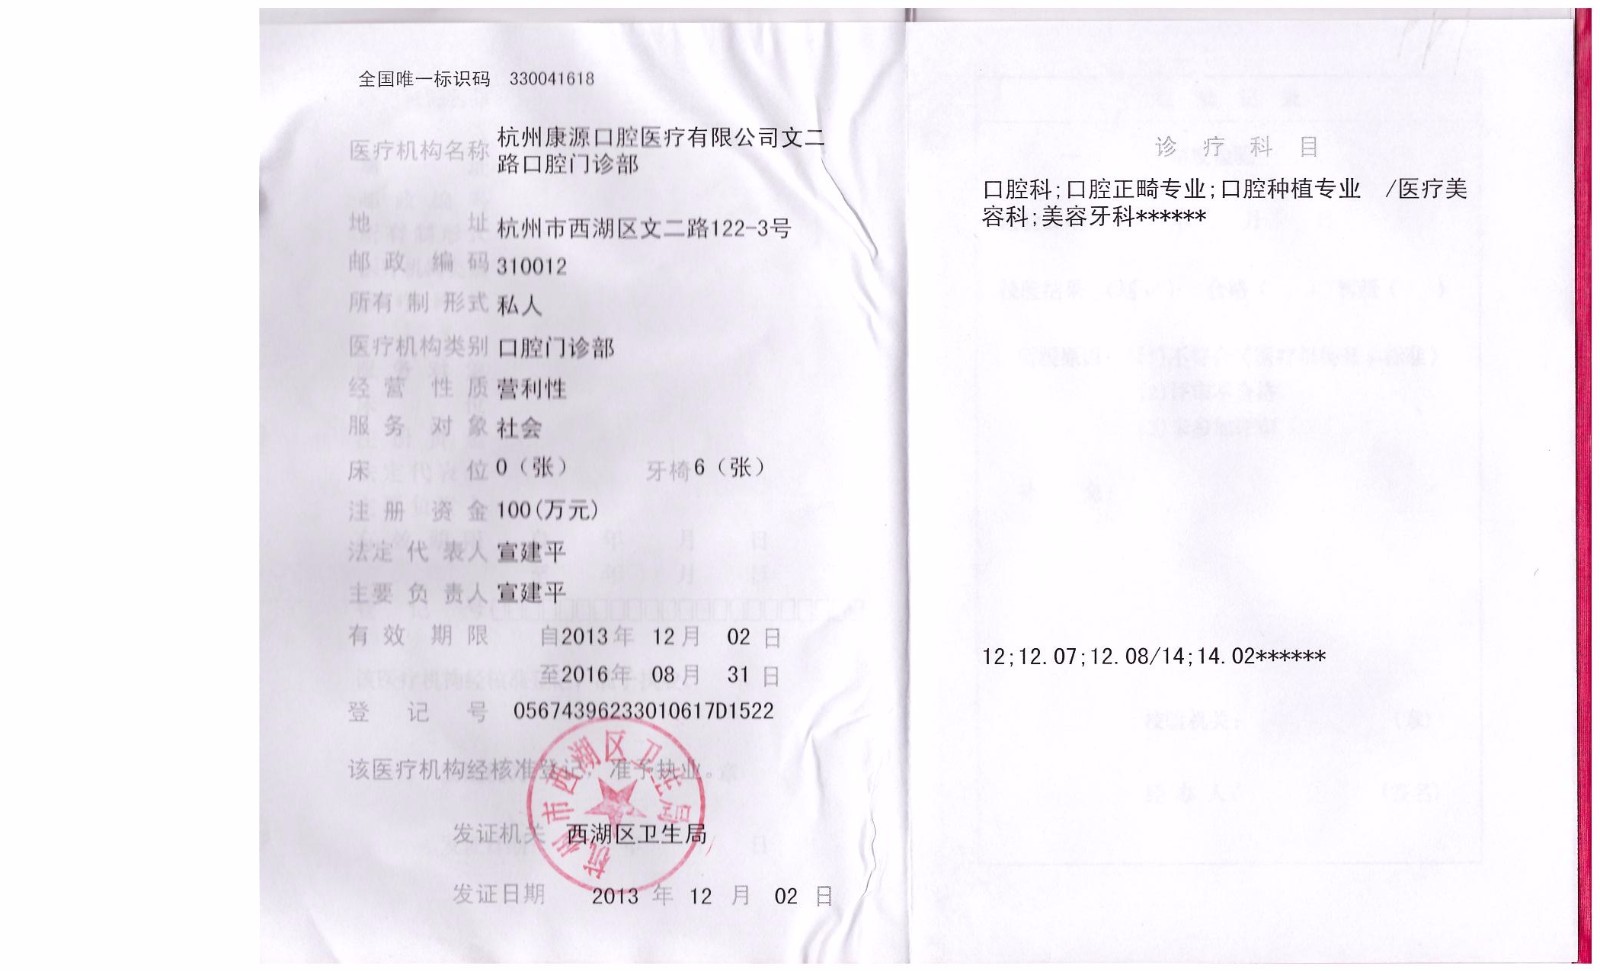 全国唯一标识码 330041618
医疗机构名称 杭州康源口腔医疗有限公司文二
路口腔门诊部
地 址 杭州市西湖区文二路122-3号
邮政编码 310012
所有制形式 私人
医疗机构类别 口腔门诊部
经营性质 营利性
服务对象 社会
床 位 0（张） 牙椅 6（张）
注册资金 100(万元)
法定代表人 宣建平
主要负责人 宣建平
有效期限 自2013年 12月 02日
至2016年 08月 31日
登记号 05674396233010617D1522
该医疗机构经核准登记，准予执业。
发证机关 西湖区卫生局
杭州市西湖区卫生局
发证日期 2013年 12月 02日
诊疗科目
口腔科;口腔正畸专业;口腔种植专业 /医疗美
容科;美容牙科******
12;12.07;12.08/14;14.02******